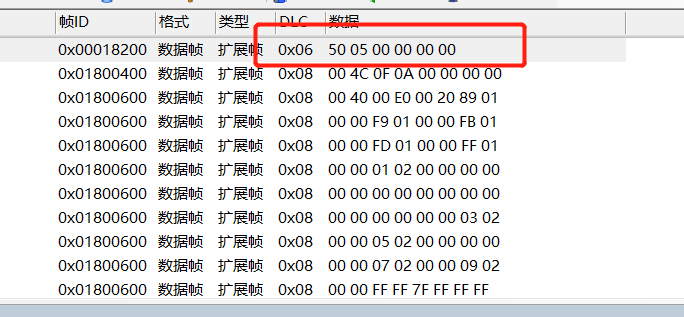 帧ID 格式 类型 DLC 数据
0x00018200 数据帧 扩展帧 0x06 50 05 00 00 00 00
0x01800400 数据帧 扩展帧 0x08 00 4C 0F 0A 00 00 00 00
0x01800600 数据帧 扩展帧 0x08 00 40 00 E0 00 20 89 01
0x01800600 数据帧 扩展帧 0x08 00 00 F9 01 00 00 FB 01
0x01800600 数据帧 扩展帧 0x08 00 00 FD 01 00 00 FF 01
0x01800600 数据帧 扩展帧 0x08 00 00 01 02 00 00 00 00
0x01800600 数据帧 扩展帧 0x08 00 00 00 00 00 00 00 00
0x01800600 数据帧 扩展帧 0x08 00 00 00 00 00 00 03 02
0x01800600 数据帧 扩展帧 0x08 00 00 05 02 00 00 00 00
0x01800600 数据帧 扩展帧 0x08 00 00 07 02 00 00 09 02
0x01800600 数据帧 扩展帧 0x08 00 00 FF FF 7F FF FF FF